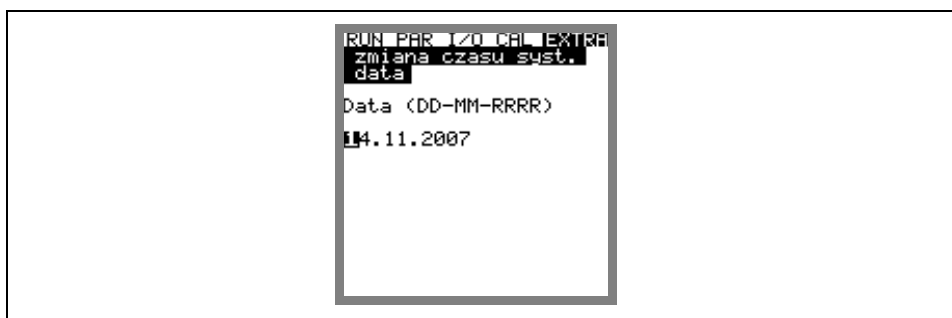 RUN PAR I/O CAL EXTRA
zmiana czasu syst.
data
Data (DD-MM-RRRR)
14.11.2007